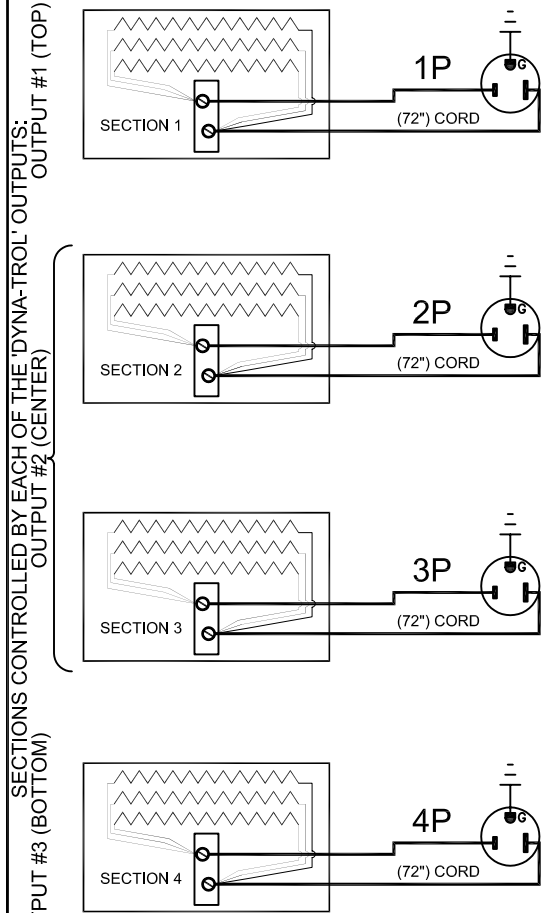 SECTIONS CONTROLLED BY EACH OF THE 'DYNA-TROL' OUTPUTS:
OUTPUT #1 (TOP)
SECTION 1
1P
(72") CORD
G
OUTPUT #2 (CENTER)
SECTION 2
2P
(72") CORD
G
SECTION 3
3P
(72") CORD
G
PUT #3 (BOTTOM)
SECTION 4
4P
(72") CORD
G